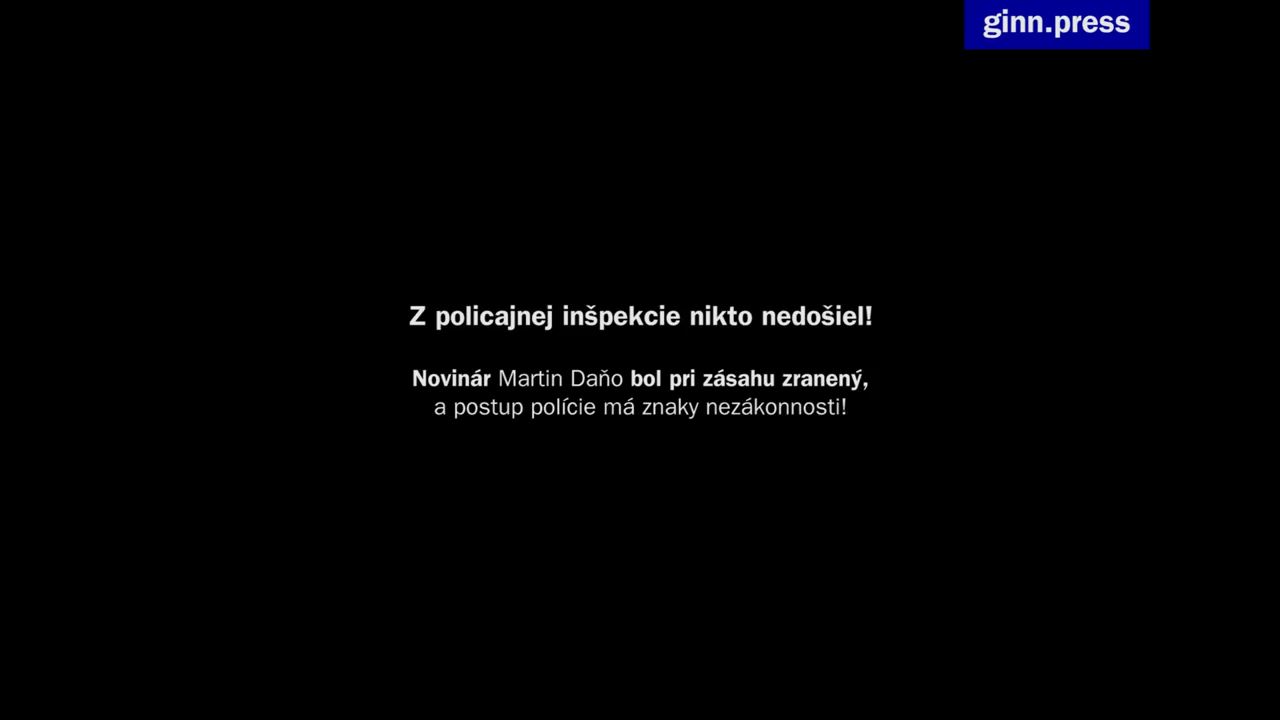 ginn.press
Z policajnej inšpekcie nikto nedošiel!
Novinár Martin Daňo bol pri zásahu zranený,
a postup polície má znaky nezákonnosti!